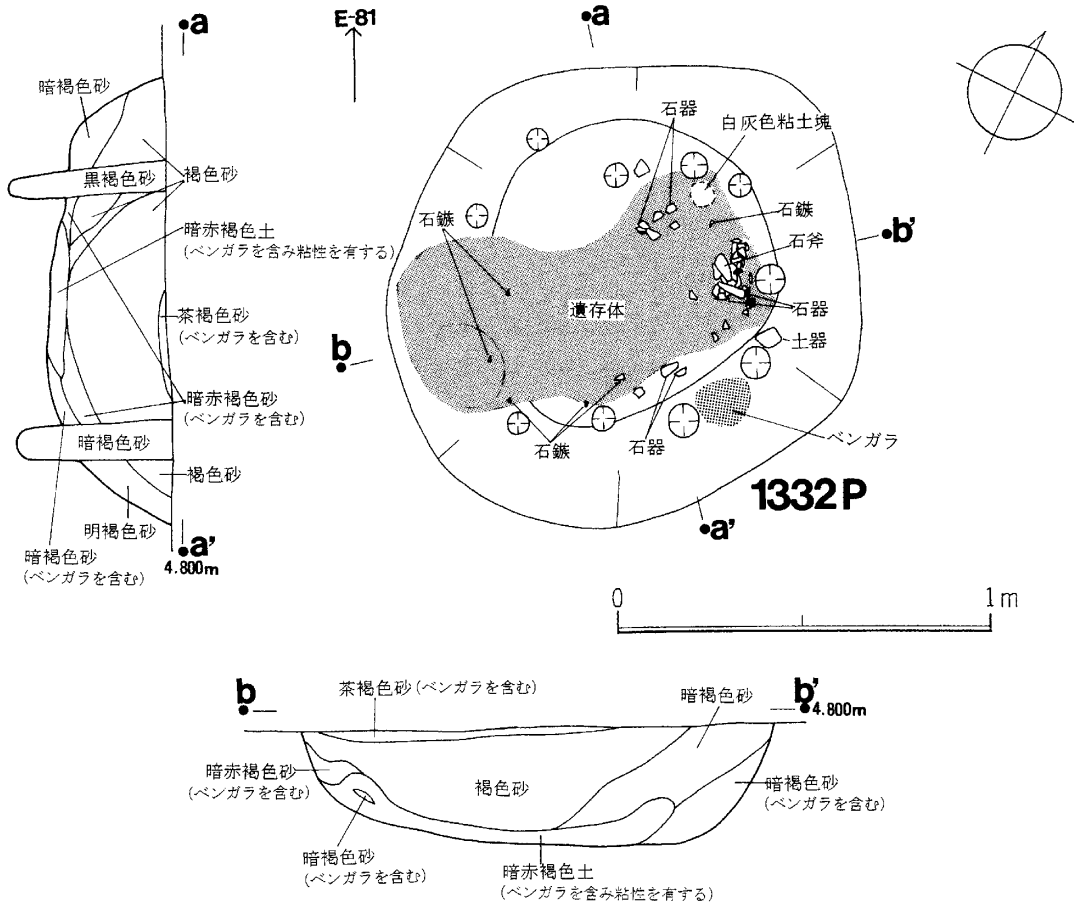 a
E-81
a
暗褐色砂
石器
白灰色粘土塊
黒褐色砂
褐色砂
石鏃
石鏃
石斧
b'
暗赤褐色土
(ベンガラを含み粘性を有する)
遺存体
石器
茶褐色砂
(ベンガラを含む)
土器
b
暗赤褐色砂
(ベンガラを含む)
暗褐色砂
石鏃
石器
ベンガラ
褐色砂
1332P
明褐色砂
a'
a'
暗褐色砂
(ベンガラを含む)
4.800m
0
1m
b
茶褐色砂(ベンガラを含む)
暗褐色砂
b'
4.800m
暗赤褐色砂
(ベンガラを含む)
褐色砂
暗褐色砂
(ベンガラを含む)
暗褐色砂
(ベンガラを含む)
暗赤褐色土
(ベンガラを含み粘性を有する)